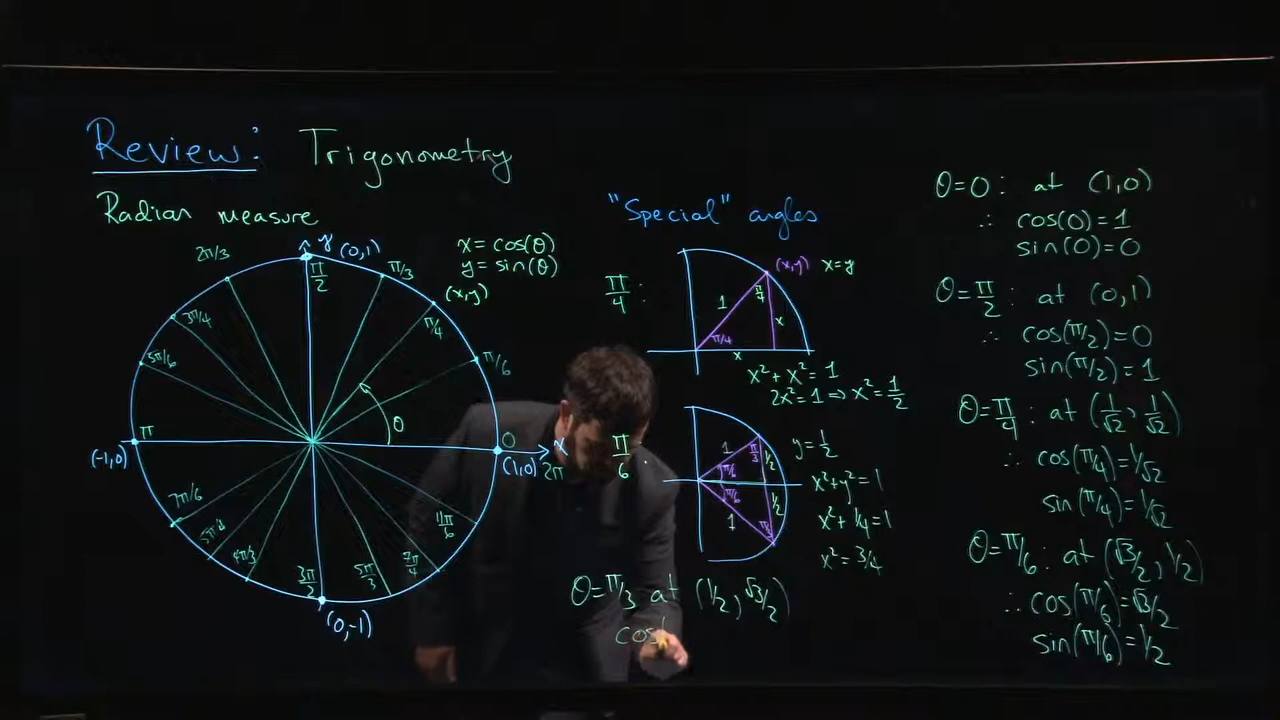 Review: Trigonometry
Radian measure
x = cos(θ)
y = sin(θ)
y (0,1)
2π/3
π/2
π/3
(x,y)
3π/4
π/4
5π/6
π/6
θ
π
0
x
(-1,0)
(1,0) 2π
7π/6
11π/6
5π/4
4π/3
3π/2
5π/3
7π/4
(0,-1)
"Special" angles
π/4 :
(x,y) x=y
1
π/4
x
π/4
x
x²+x²=1
2x²=1 ⇒ x²=1/2
π/6 :
1
π/3
1/2
π/6
π/6
1/2
1
π/3
y=1/2
x²+y²=1
x²+1/4=1
x²=3/4
θ=π/3 at (1/2, √3/2)
cos(
θ=0: at (1,0)
∴ cos(0)=1
sin(0)=0
θ=π/2: at (0,1)
∴ cos(π/2)=0
sin(π/2)=1
θ=π/4: at (1/√2, 1/√2)
∴ cos(π/4)=1/√2
sin(π/4)=1/√2
θ=π/6: at (√3/2, 1/2)
∴ cos(π/6)=√3/2
sin(π/6)=1/2